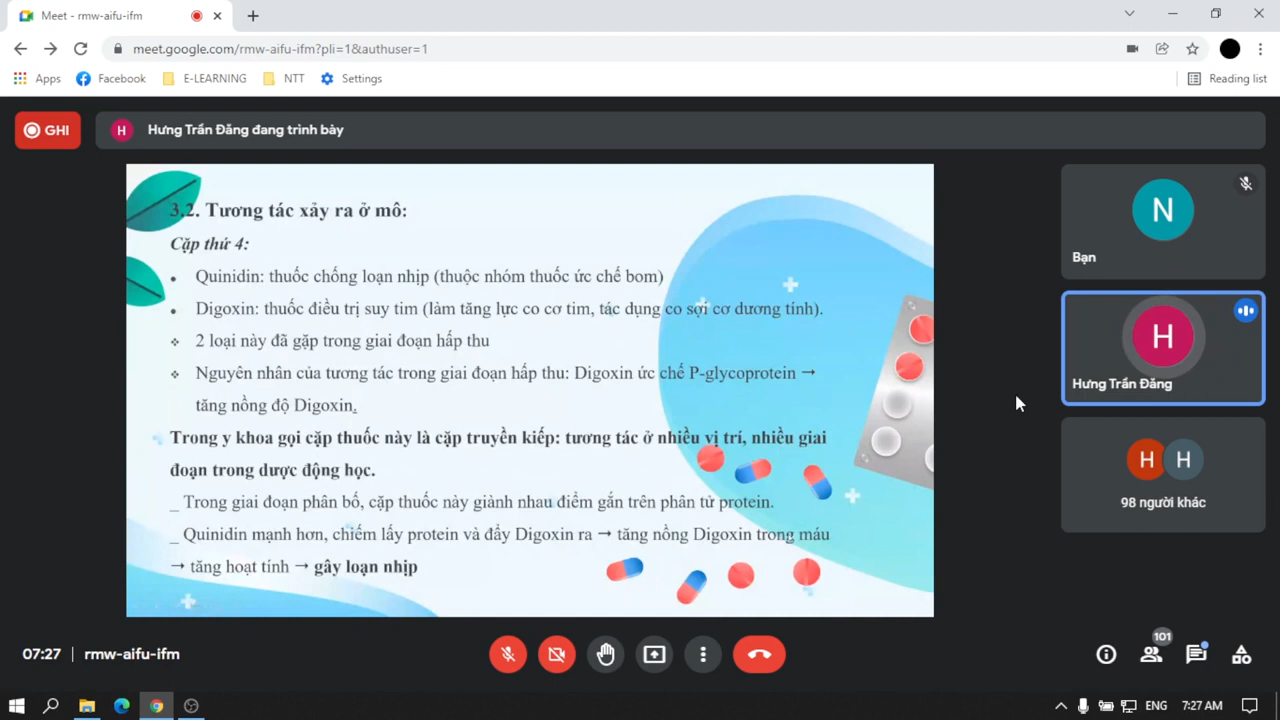 Meet - rmw-aifu-ifm
meet.google.com/rmw-aifu-ifm?pli=1&authuser=1
Apps Facebook E-LEARNING NTT Settings Reading list
GHI
H Hưng Trần Đăng đang trình bày
3.2. Tương tác xảy ra ở mô:
Cặp thứ 4:
• Quinidin: thuốc chống loạn nhịp (thuộc nhóm thuốc ức chế bom)
• Digoxin: thuốc điều trị suy tim (làm tăng lực co cơ tim, tác dụng co sợi cơ dương tính).
❖ 2 loại này đã gặp trong giai đoạn hấp thu
❖ Nguyên nhân của tương tác trong giai đoạn hấp thu: Digoxin ức chế P-glycoprotein →
tăng nồng độ Digoxin.
Trong y khoa gọi cặp thuốc này là cặp truyền kiếp: tương tác ở nhiều vị trí, nhiều giai
đoạn trong dược động học.
_ Trong giai đoạn phân bố, cặp thuốc này giành nhau điểm gắn trên phân tử protein.
_ Quinidin mạnh hơn, chiếm lấy protein và đẩy Digoxin ra → tăng nồng Digoxin trong máu
→ tăng hoạt tính → gây loạn nhịp
N
Bạn
H
Hưng Trần Đăng
H H
98 người khác
07:27 | rmw-aifu-ifm
101
ENG 7:27 AM